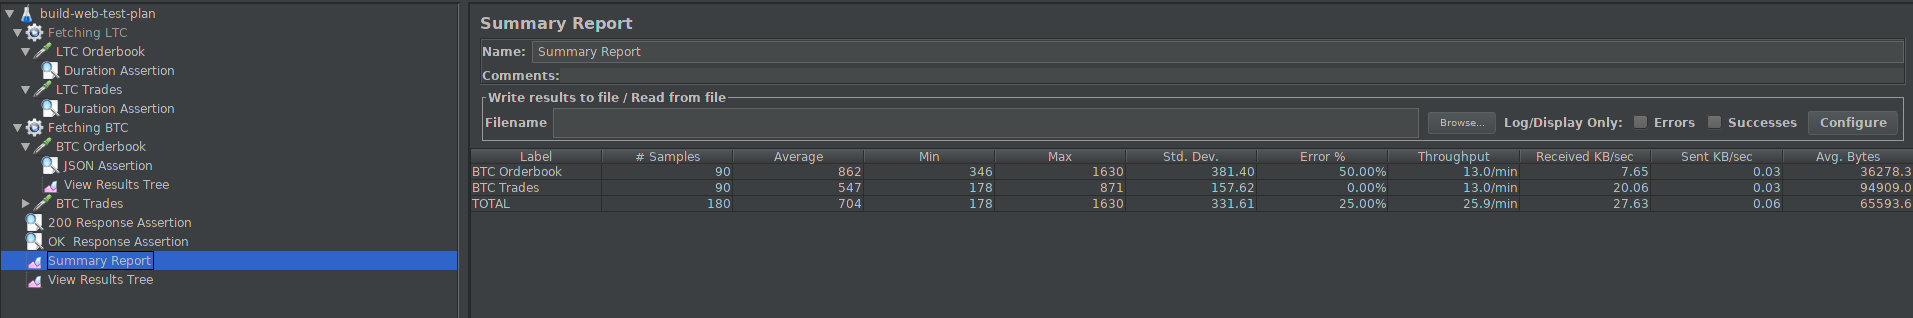 build-web-test-plan
Fetching LTC
LTC Orderbook
Duration Assertion
LTC Trades
Duration Assertion
Fetching BTC
BTC Orderbook
JSON Assertion
View Results Tree
BTC Trades
200 Response Assertion
OK  Response Assertion
Summary Report
View Results Tree
Summary Report
Name: Summary Report
Comments:
Write results to file / Read from file
Filename Browse... Log/Display Only: Errors Successes Configure
Label # Samples Average Min Max Std. Dev. Error % Throughput Received KB/sec Sent KB/sec Avg. Bytes
BTC Orderbook 90 862 346 1630 381.40 50.00% 13.0/min 7.65 0.03 36278.3
BTC Trades 90 547 178 871 157.62 0.00% 13.0/min 20.06 0.03 94909.0
TOTAL 180 704 178 1630 331.61 25.00% 25.9/min 27.63 0.06 65593.6